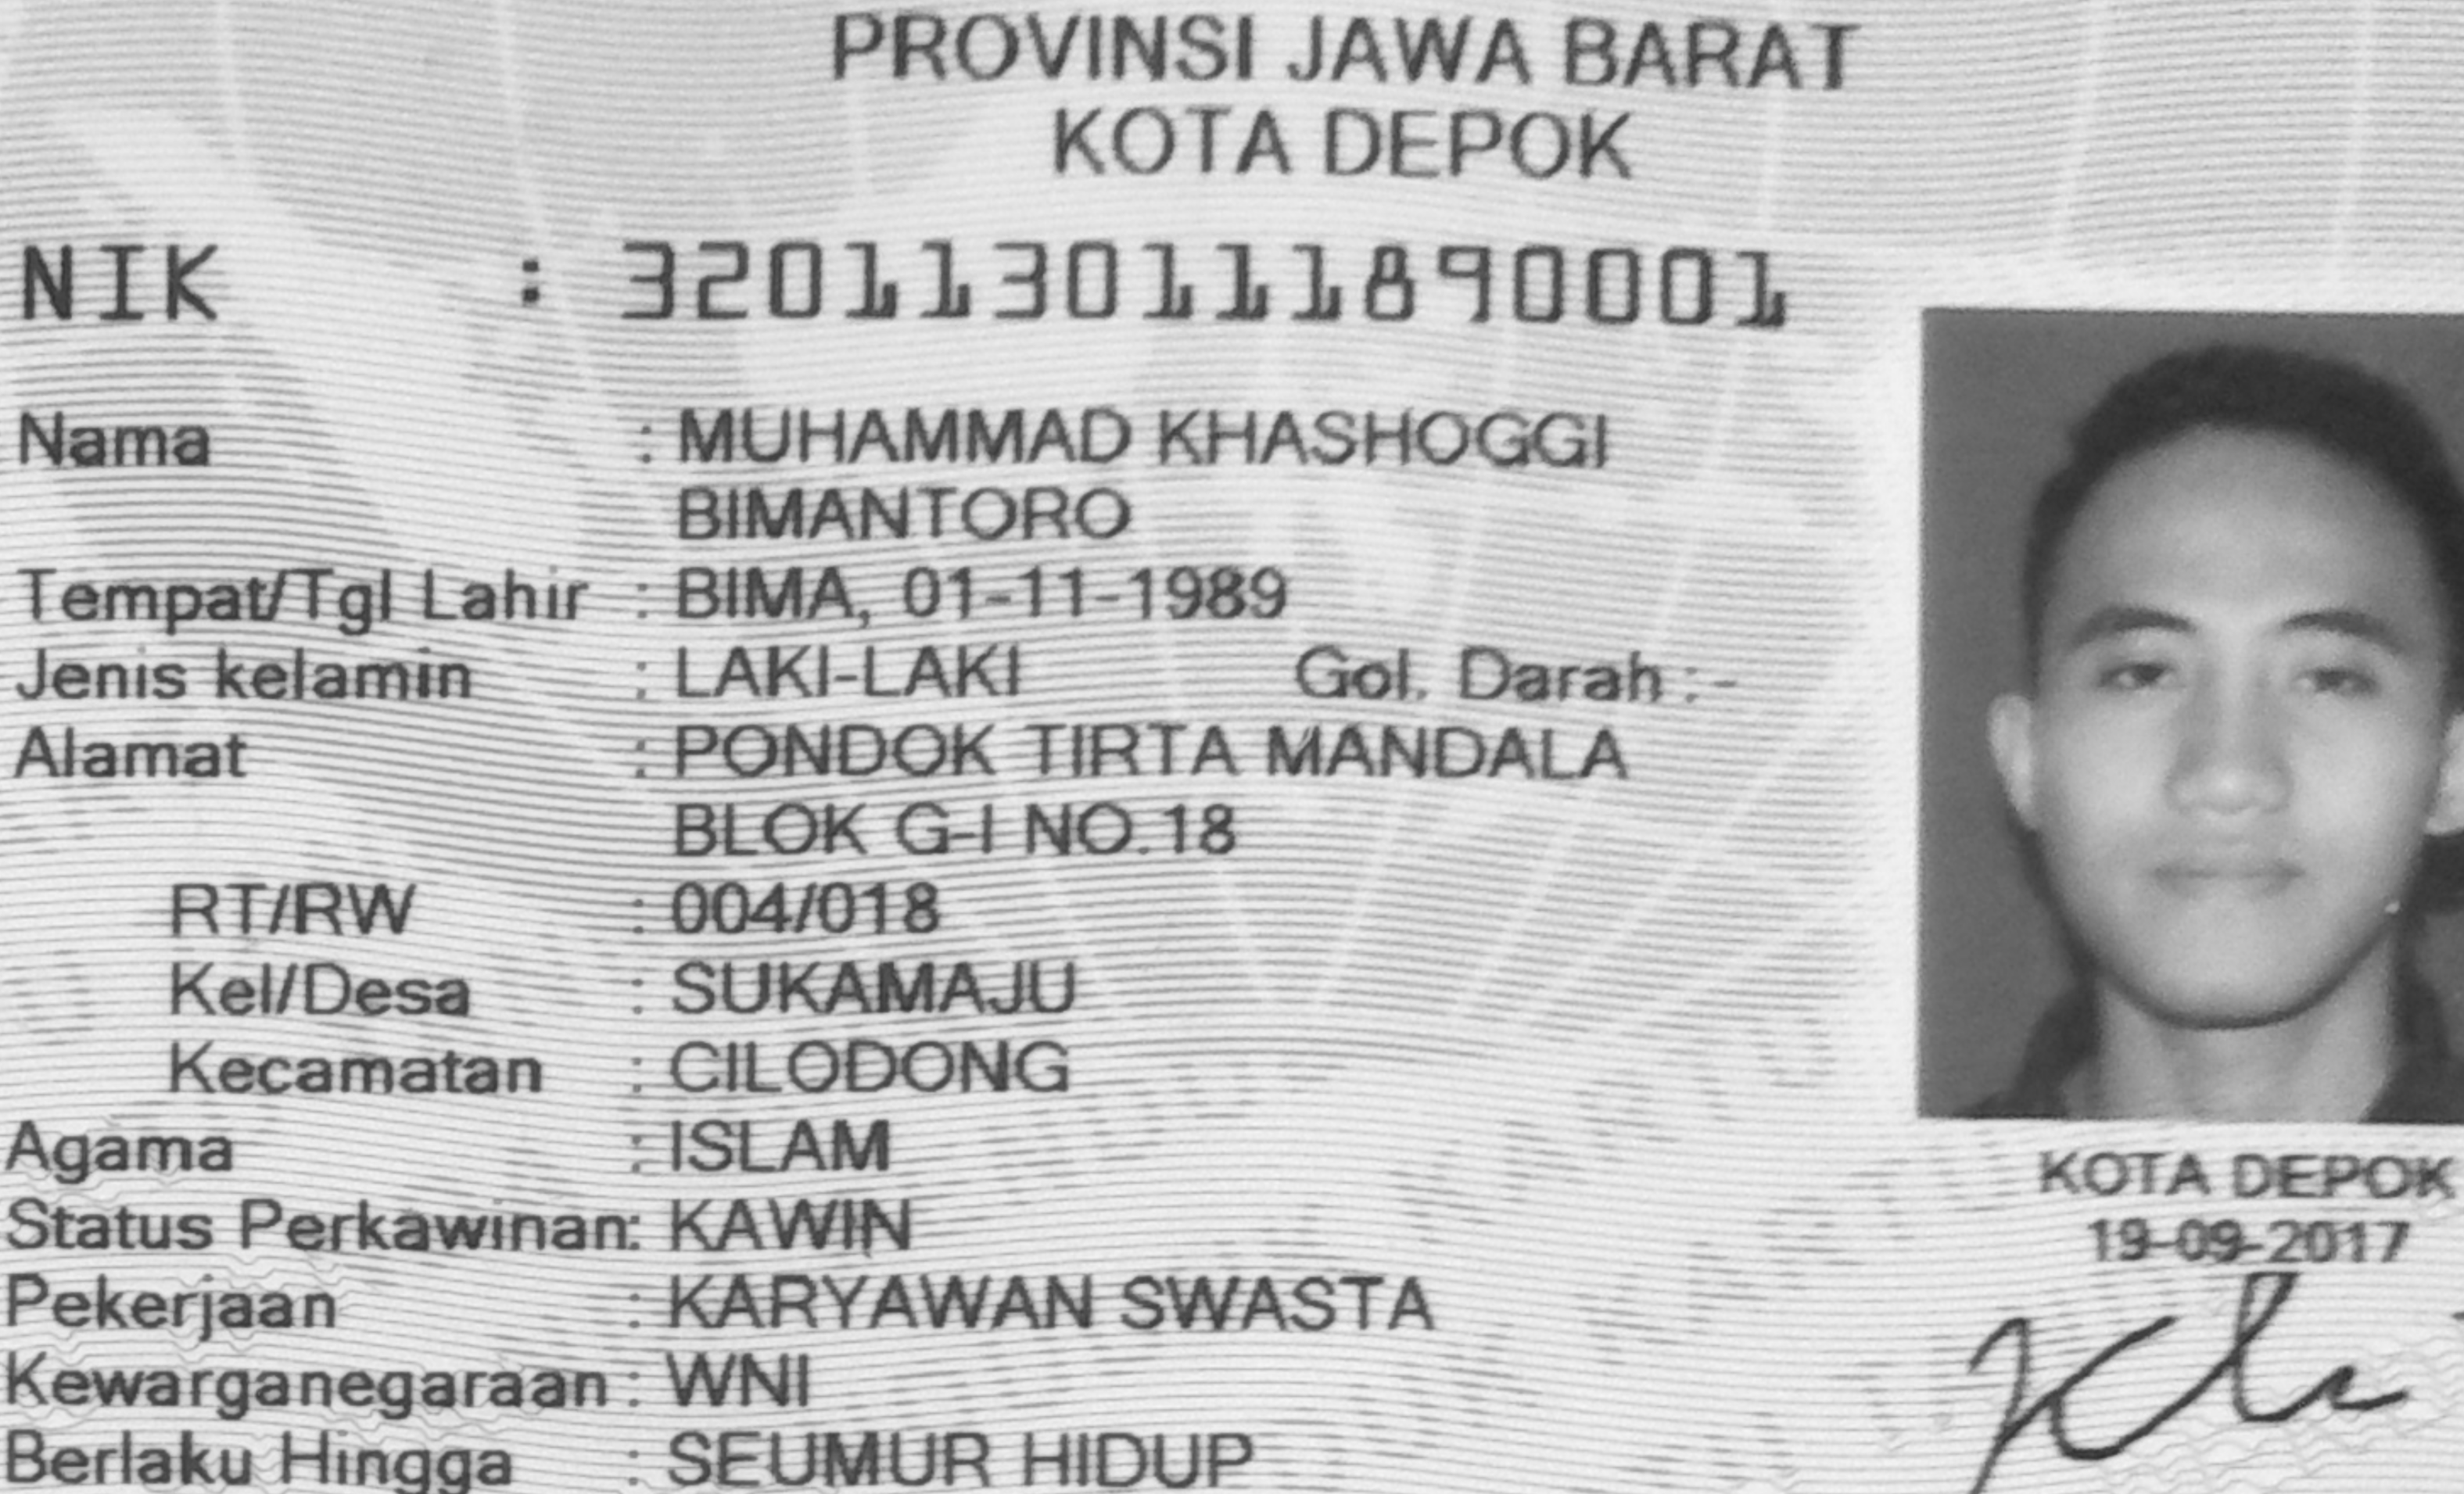 PROVINSI JAWA BARAT
KOTA DEPOK
NIK : 3201130111890001
Nama : MUHAMMAD KHASHOGGI
BIMANTORO
Tempat/Tgl Lahir : BIMA, 01-11-1989
Jenis kelamin : LAKI-LAKI Gol. Darah :-
Alamat : PONDOK TIRTA MANDALA
BLOK G-I NO.18
RT/RW : 004/018
Kel/Desa : SUKAMAJU
Kecamatan : CILODONG
Agama : ISLAM
Status Perkawinan: KAWIN
Pekerjaan : KARYAWAN SWASTA
Kewarganegaraan : WNI
Berlaku Hingga : SEUMUR HIDUP
KOTA DEPOK
19-09-2017